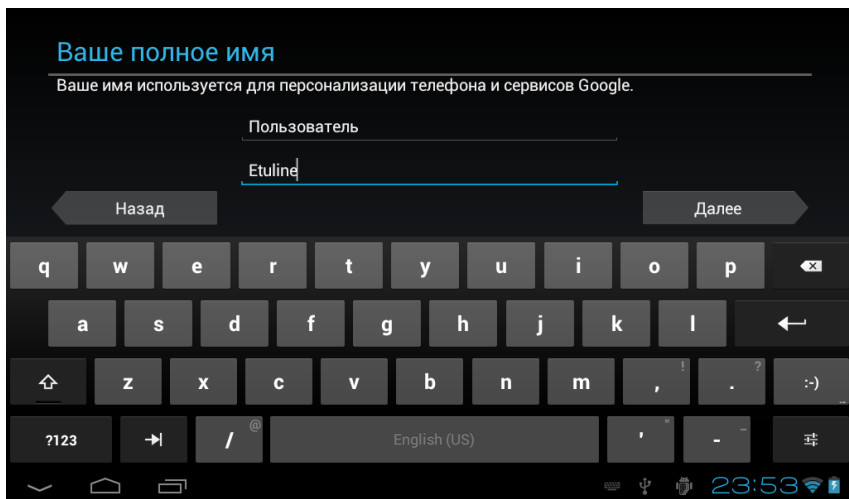 Ваше полное имя
Ваше имя используется для персонализации телефона и сервисов Google.
Пользователь
Etuline
Назад Далее
q w e r t y u i o p
a s d f g h j k l
z x c v b n m , ! . ? :-) ...
?123 / @ English (US) ' " - _
23:53